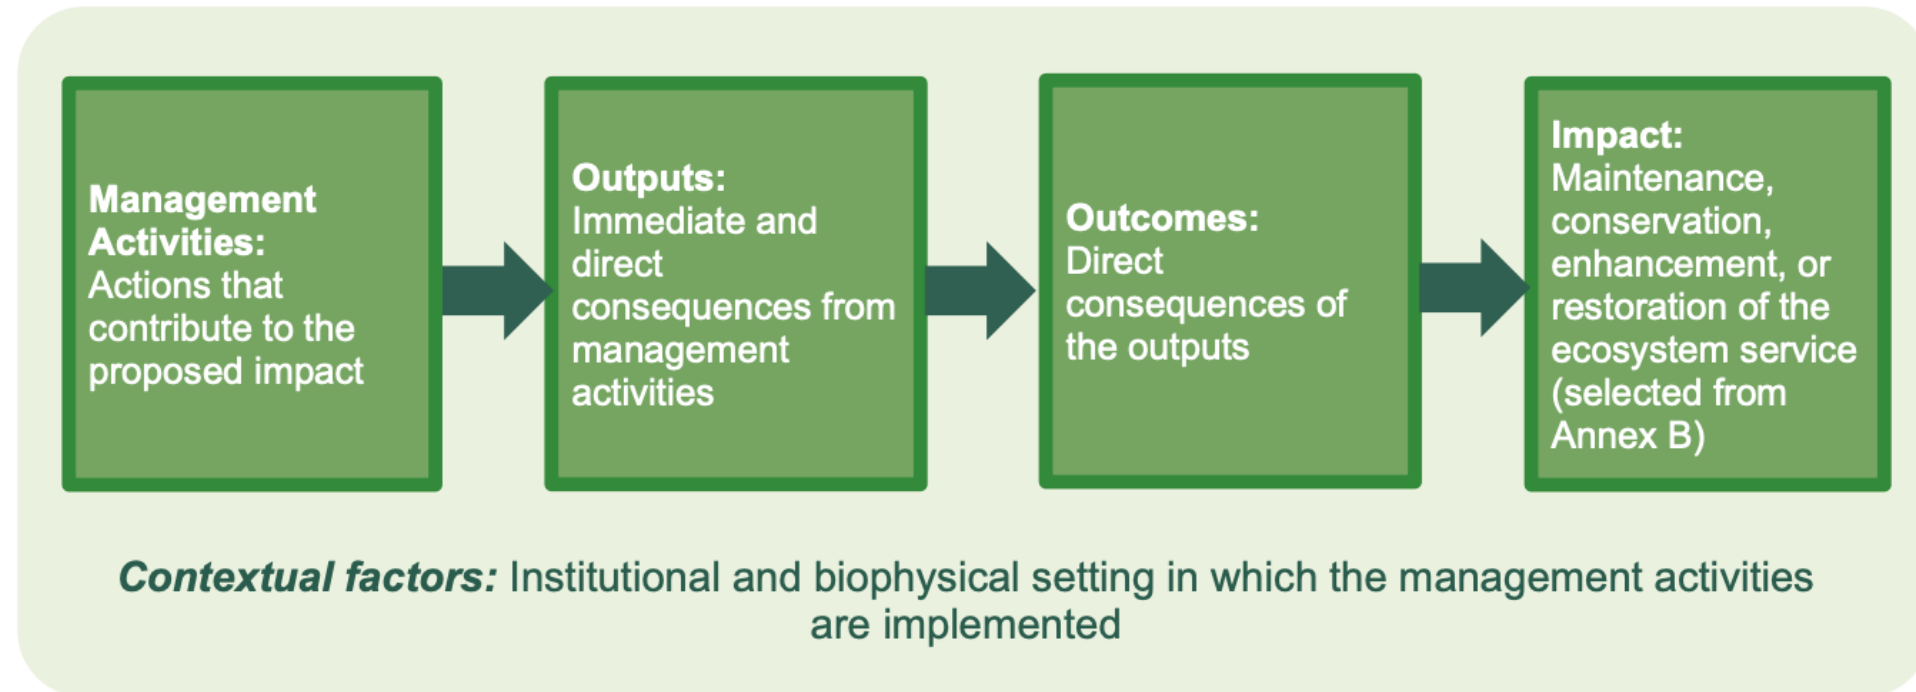 Management
Activities:
Actions that
contribute to the
proposed impact
Outputs:
Immediate and
direct
consequences from
management
activities
Outcomes:
Direct
consequences of
the outputs
Impact:
Maintenance,
conservation,
enhancement, or
restoration of the
ecosystem service
(selected from
Annex B)
Contextual factors: Institutional and biophysical setting in which the management activities
are implemented